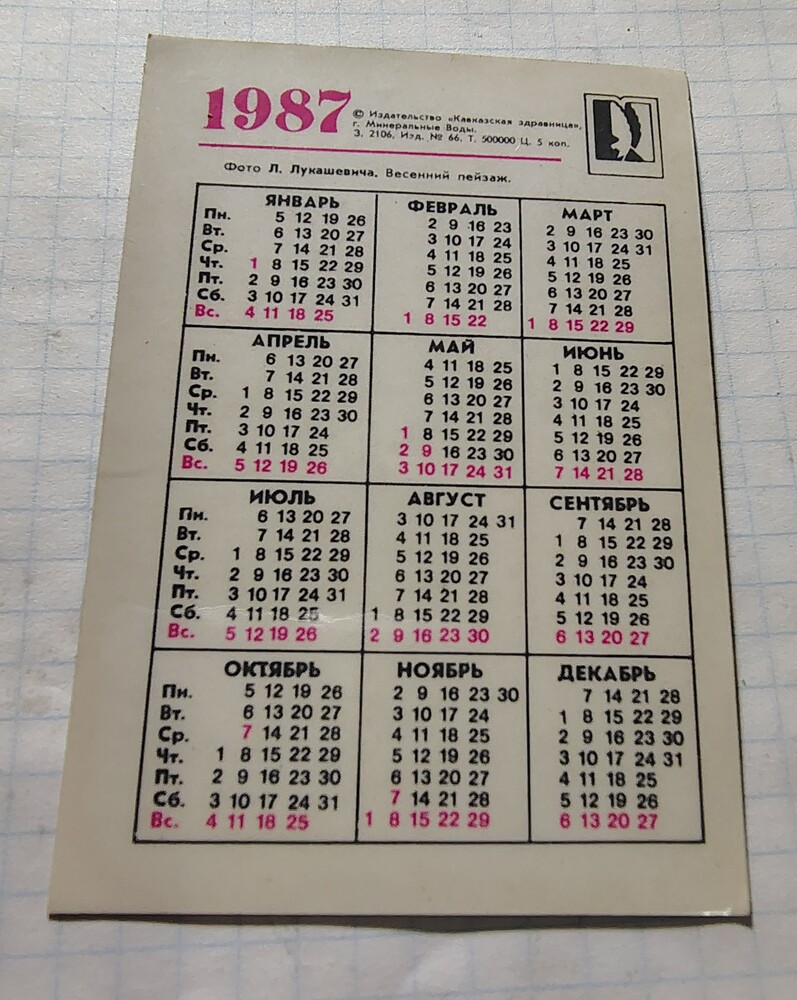 1987
© Издательство «Кавказская здравница»,
г. Минеральные Воды.
З. 2106, Изд. № 66. Т. 500000 Ц. 5 коп.
Фото Л. Лукашевича. Весенний пейзаж.
ЯНВАРЬ ФЕВРАЛЬ МАРТ
Пн. 5 12 19 26 2 9 16 23 2 9 16 23 30
Вт. 6 13 20 27 3 10 17 24 3 10 17 24 31
Ср. 7 14 21 28 4 11 18 25 4 11 18 25
Чт. 1 8 15 22 29 5 12 19 26 5 12 19 26
Пт. 2 9 16 23 30 6 13 20 27 6 13 20 27
Сб. 3 10 17 24 31 7 14 21 28 7 14 21 28
Вс. 4 11 18 25 1 8 15 22 1 8 15 22 29
АПРЕЛЬ МАЙ ИЮНЬ
Пн. 6 13 20 27 4 11 18 25 1 8 15 22 29
Вт. 7 14 21 28 5 12 19 26 2 9 16 23 30
Ср. 1 8 15 22 29 6 13 20 27 3 10 17 24
Чт. 2 9 16 23 30 7 14 21 28 4 11 18 25
Пт. 3 10 17 24 1 8 15 22 29 5 12 19 26
Сб. 4 11 18 25 2 9 16 23 30 6 13 20 27
Вс. 5 12 19 26 3 10 17 24 31 7 14 21 28
ИЮЛЬ АВГУСТ СЕНТЯБРЬ
Пн. 6 13 20 27 3 10 17 24 31 7 14 21 28
Вт. 7 14 21 28 4 11 18 25 1 8 15 22 29
Ср. 1 8 15 22 29 5 12 19 26 2 9 16 23 30
Чт. 2 9 16 23 30 6 13 20 27 3 10 17 24
Пт. 3 10 17 24 31 7 14 21 28 4 11 18 25
Сб. 4 11 18 25 1 8 15 22 29 5 12 19 26
Вс. 5 12 19 26 2 9 16 23 30 6 13 20 27
ОКТЯБРЬ НОЯБРЬ ДЕКАБРЬ
Пн. 5 12 19 26 2 9 16 23 30 7 14 21 28
Вт. 6 13 20 27 3 10 17 24 1 8 15 22 29
Ср. 7 14 21 28 4 11 18 25 2 9 16 23 30
Чт. 1 8 15 22 29 5 12 19 26 3 10 17 24 31
Пт. 2 9 16 23 30 6 13 20 27 4 11 18 25
Сб. 3 10 17 24 31 7 14 21 28 5 12 19 26
Вс. 4 11 18 25 1 8 15 22 29 6 13 20 27